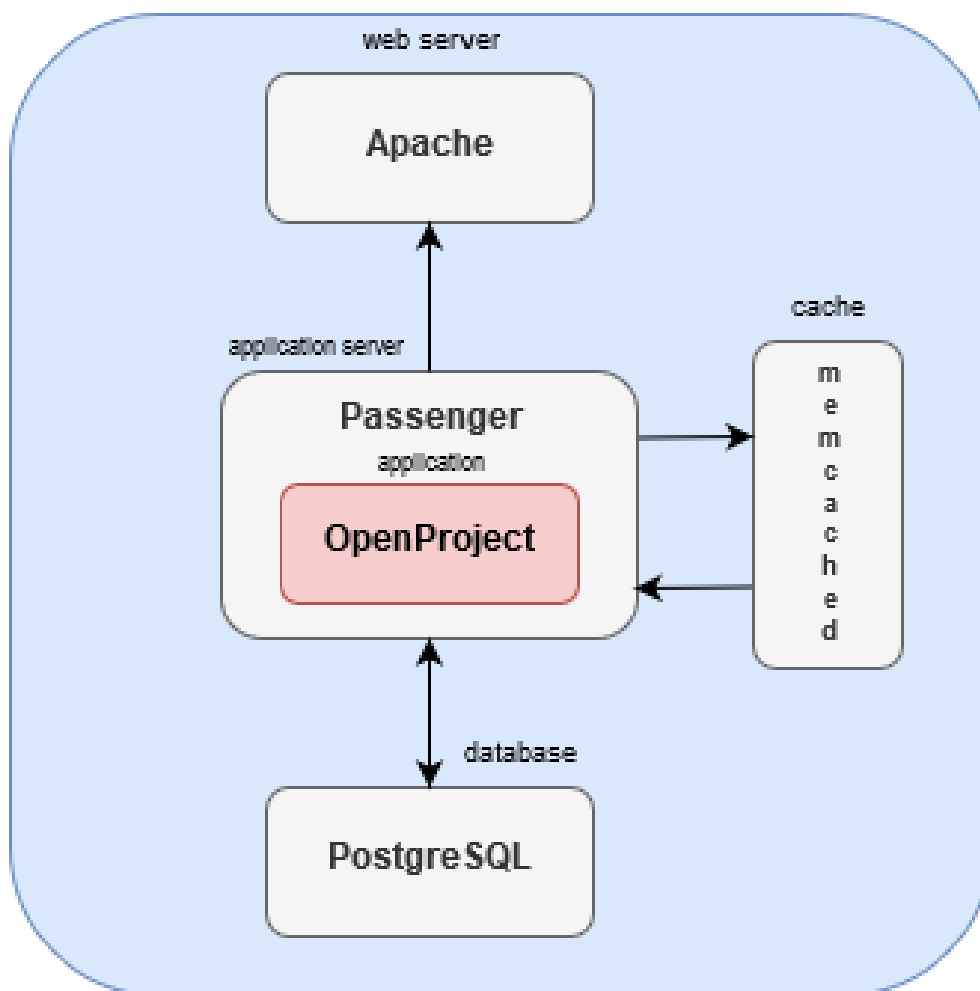 web server
Apache
cache
application server
m
e
m
c
a
c
h
e
d
Passenger
application
OpenProject
database
PostgreSQL